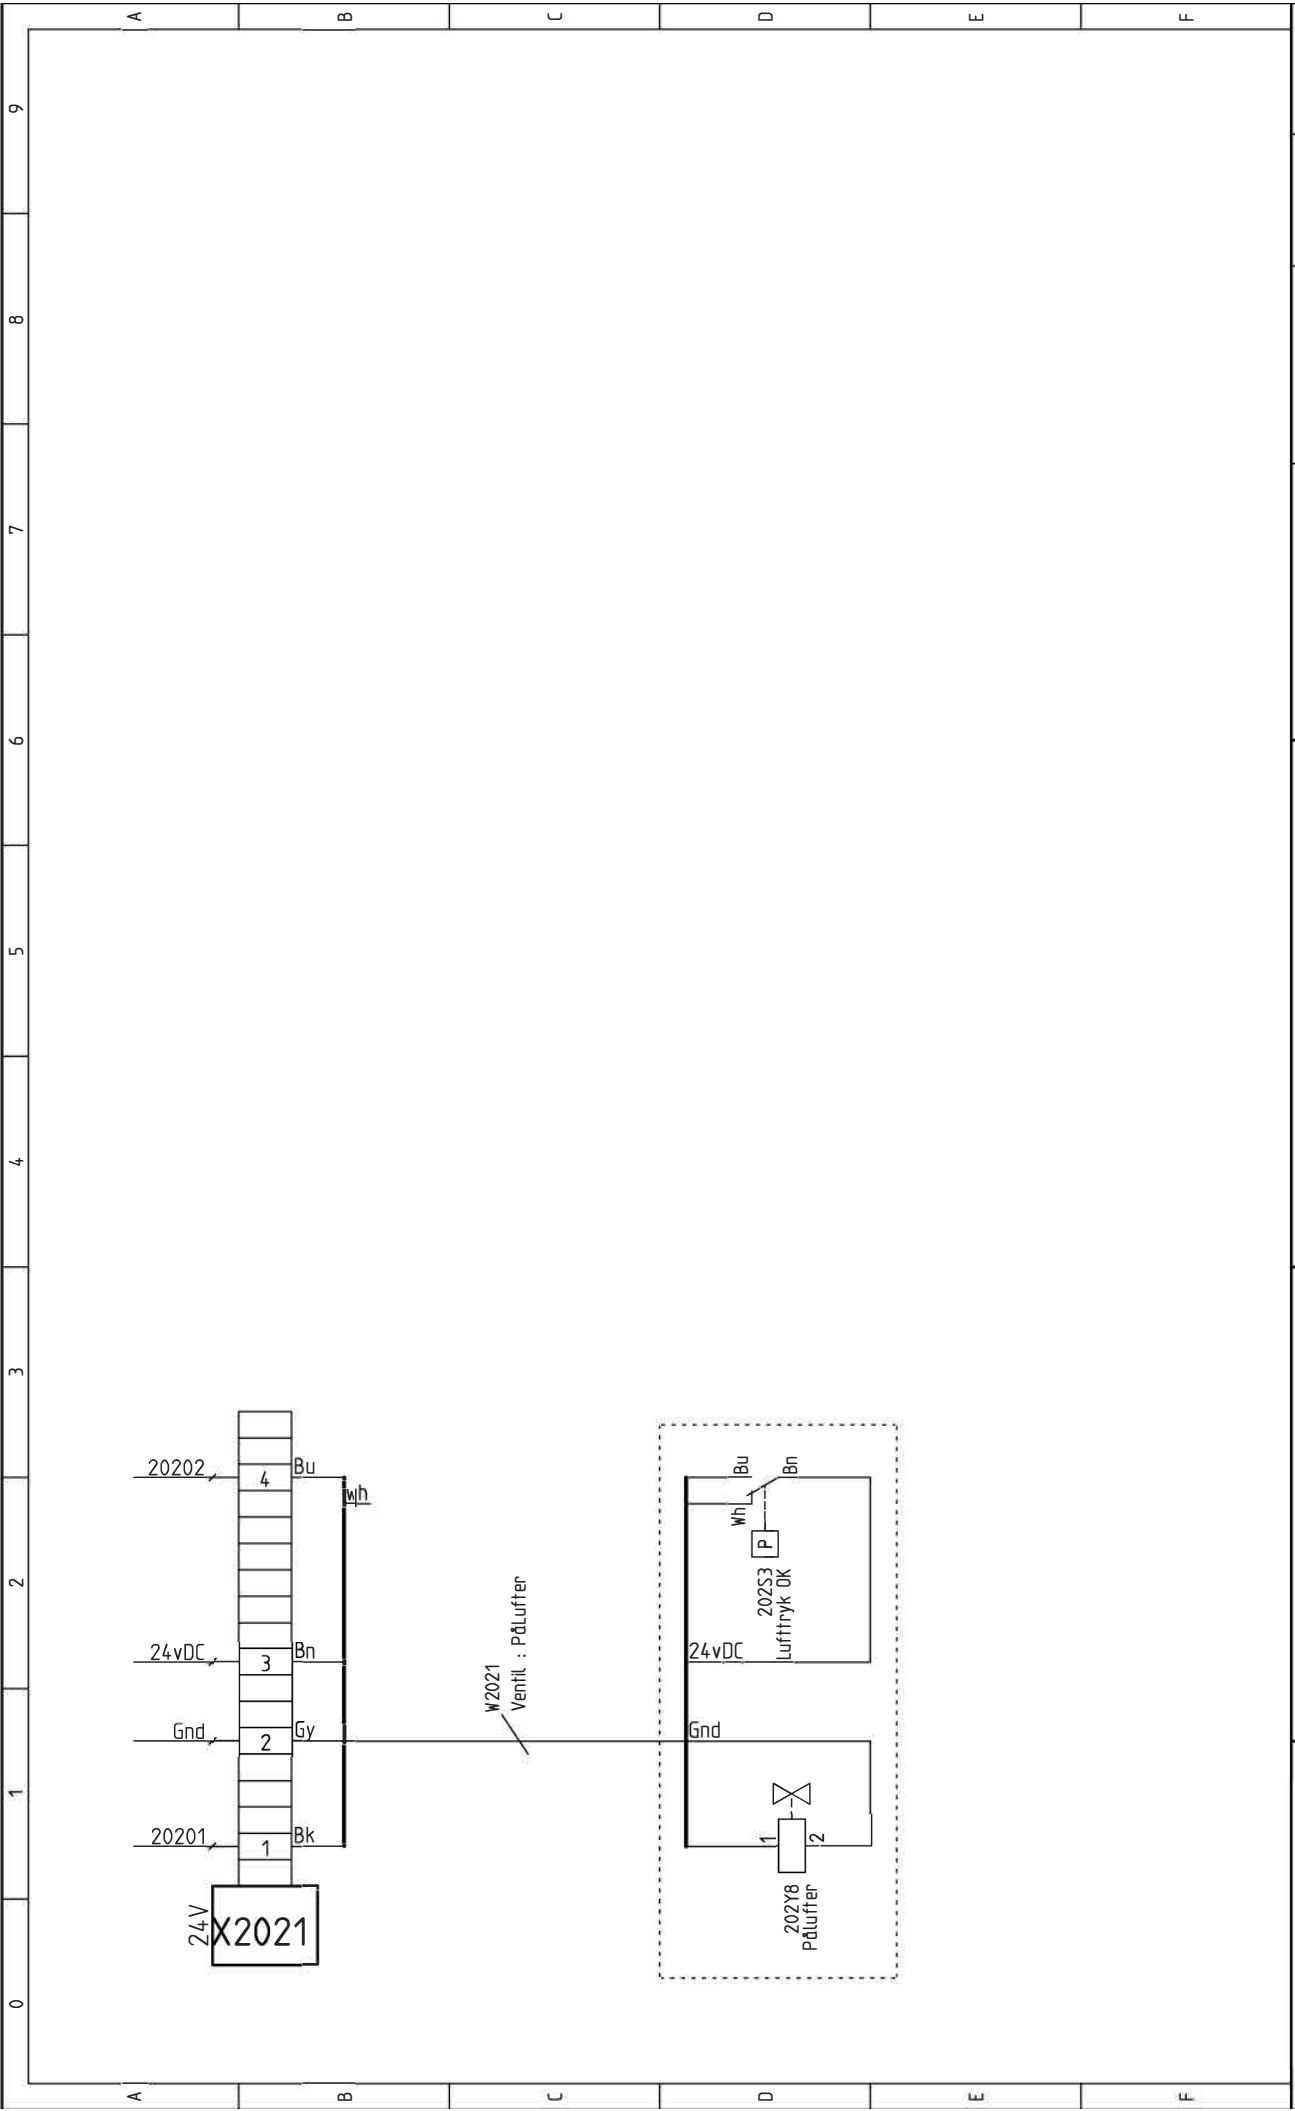 A
B
C
D
E
F
9
8
7
6
5
4
3
2
1
0
20202
4
Bu
wh
24vDC
3
Bn
Gnd
2
Gy
20201
1
Bk
24V
X2021
W2021
Ventil : PåLufter
Bu
Bn
Wh
P
202S3
Lufttryk OK
24vDC
Gnd
1
2
202Y8
Pålufter
A
B
C
D
E
F